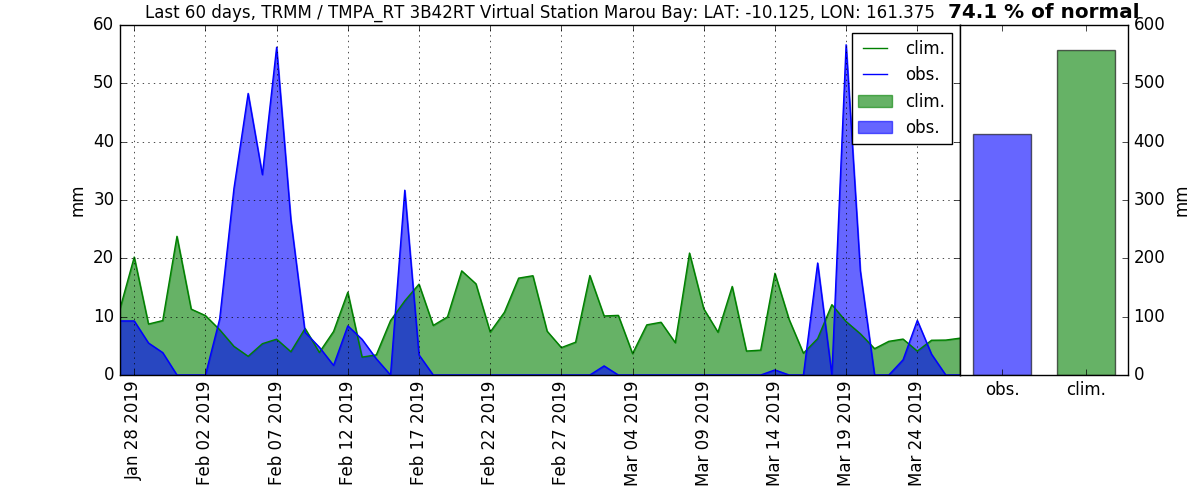 Last 60 days, TRMM / TMPA_RT 3B42RT Virtual Station Marou Bay: LAT: -10.125, LON: 161.375
74.1 % of normal
60
50
40
30
20
10
0
mm
clim.
obs.
clim.
obs.
Jan 28 2019
Feb 02 2019
Feb 07 2019
Feb 12 2019
Feb 17 2019
Feb 22 2019
Feb 27 2019
Mar 04 2019
Mar 09 2019
Mar 14 2019
Mar 19 2019
Mar 24 2019
600
500
400
300
200
100
0
mm
obs.
clim.